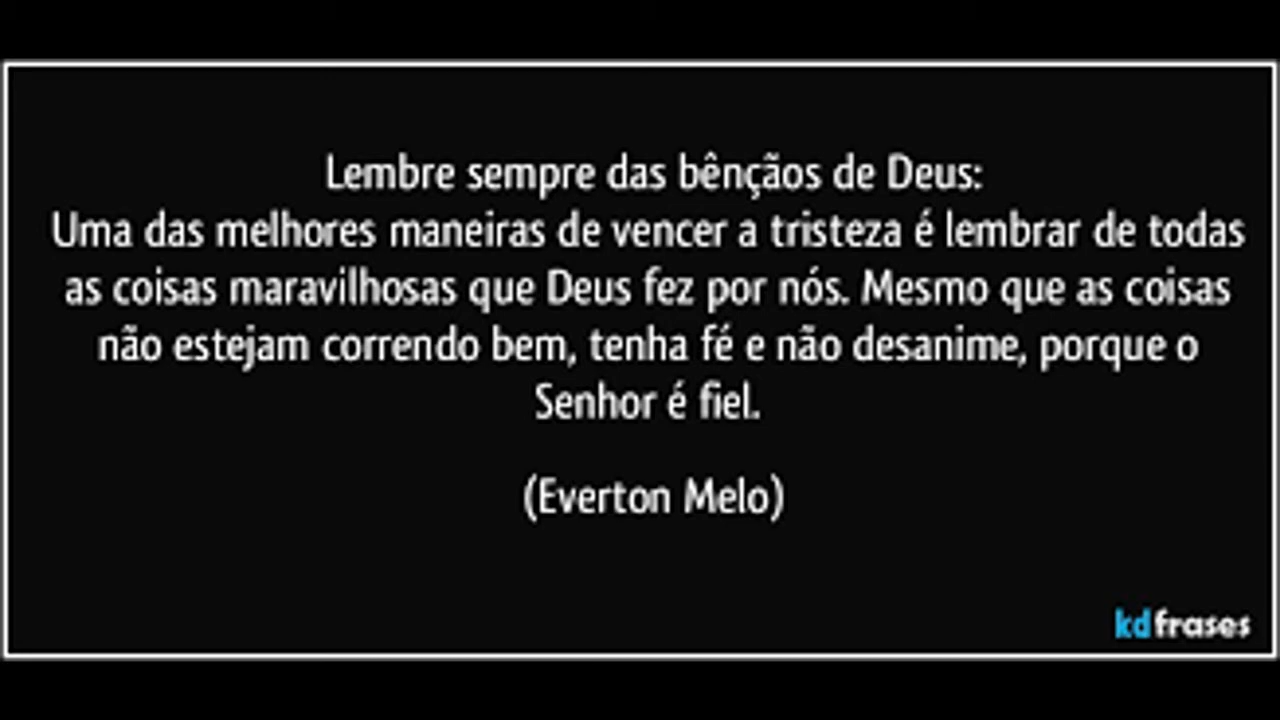 Lembre sempre das bênçãos de Deus:
Uma das melhores maneiras de vencer a tristeza é lembrar de todas
as coisas maravilhosas que Deus fez por nós. Mesmo que as coisas
não estejam correndo bem, tenha fé e não desanime, porque o
Senhor é fiel.
(Everton Melo)
kdfrases